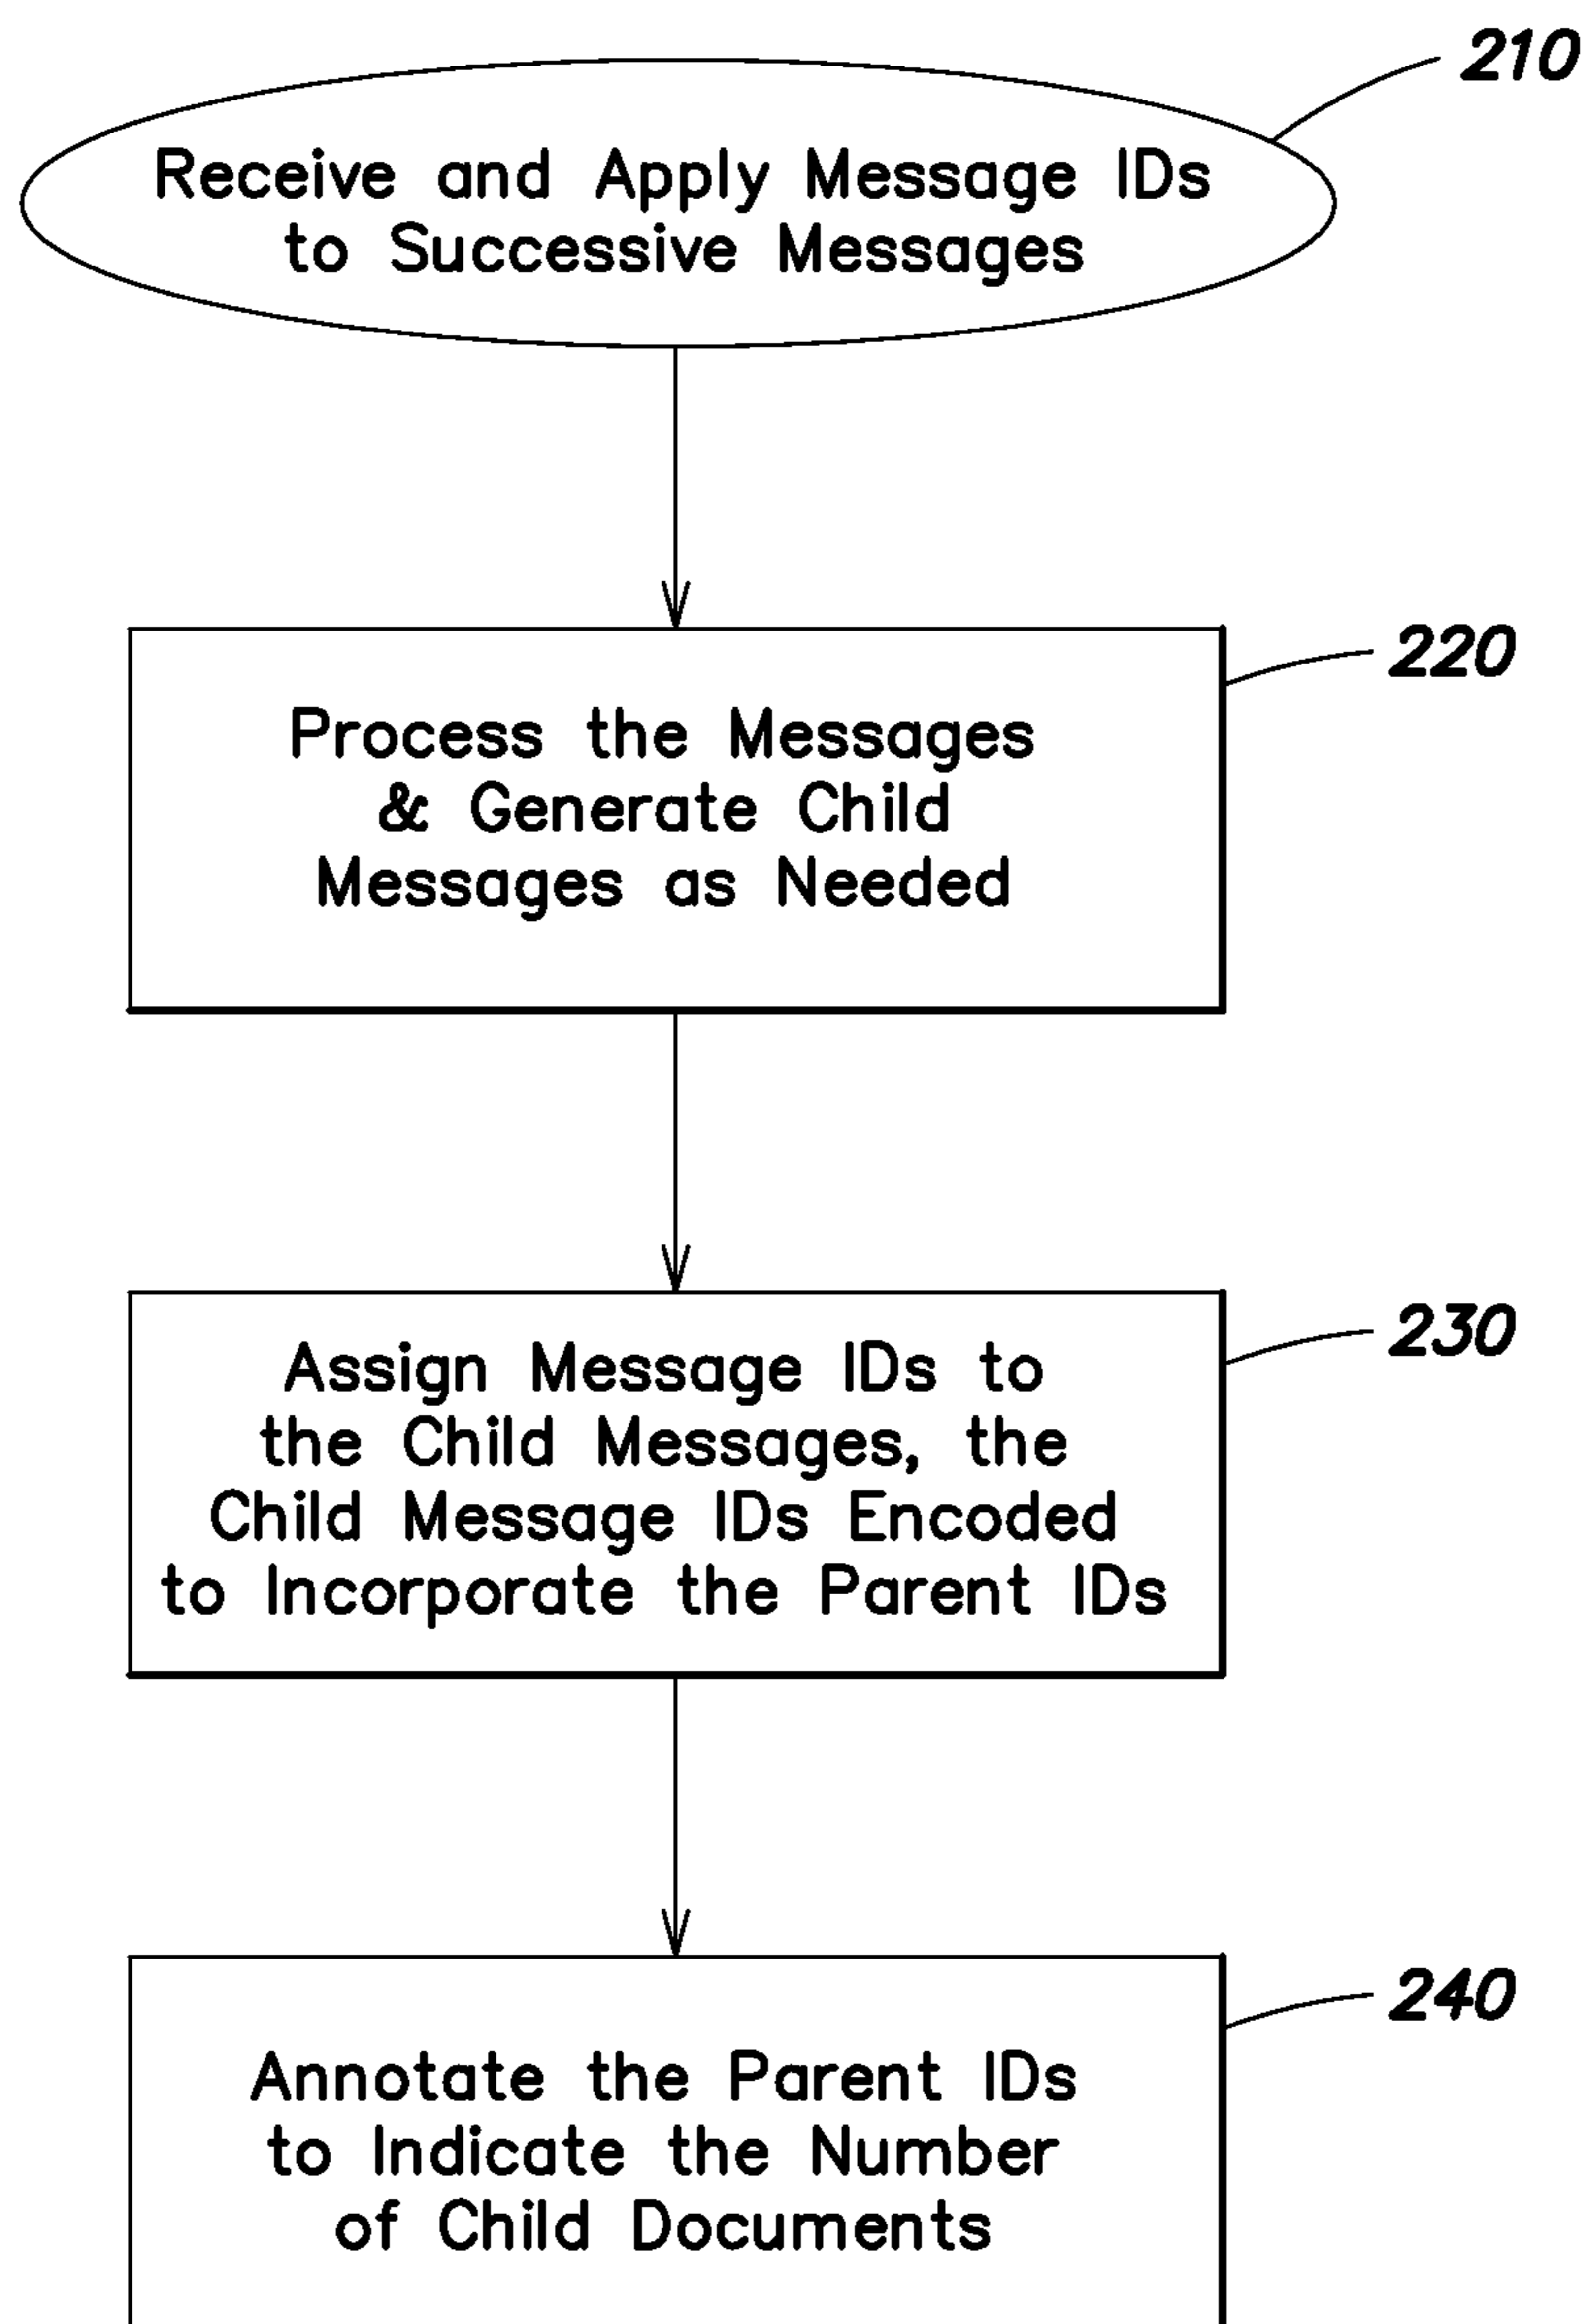 210
Receive and Apply Message IDs
to Successive Messages
220
Process the Messages
& Generate Child
Messages as Needed
230
Assign Message IDs to
the Child Messages, the
Child Message IDs Encoded
to Incorporate the Parent IDs
240
Annotate the Parent IDs
to Indicate the Number
of Child Documents